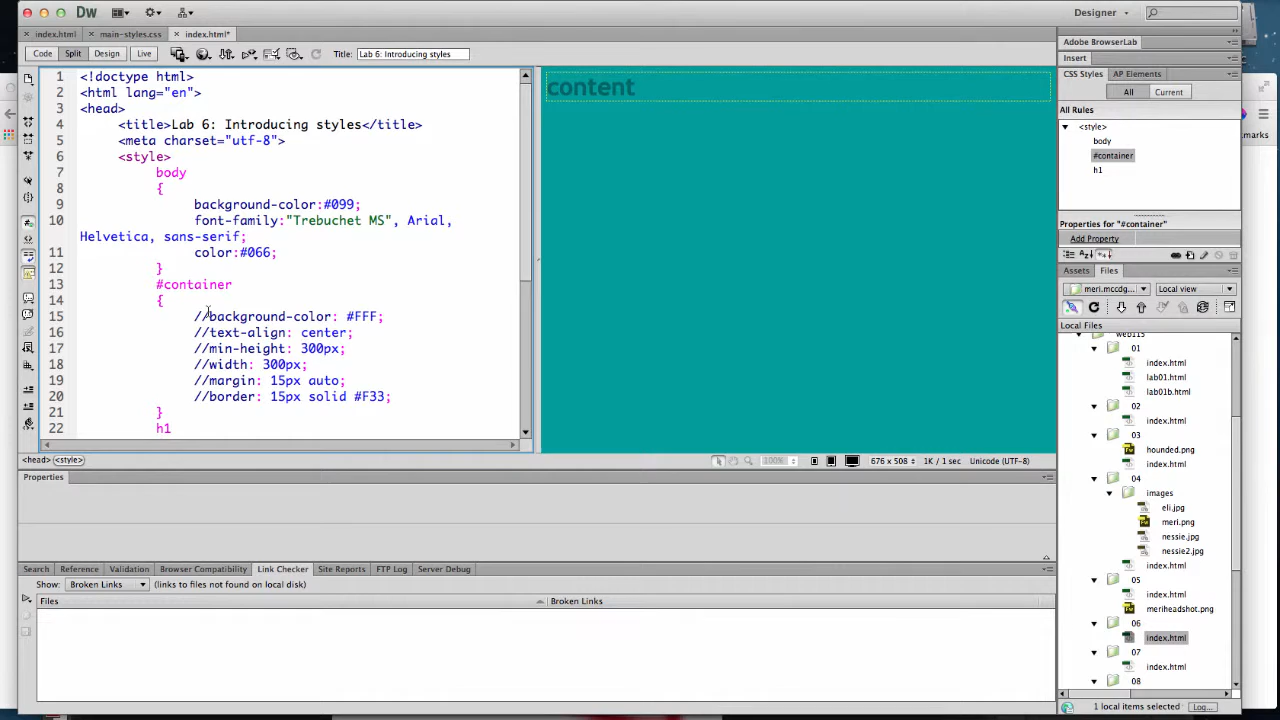 Dw
Designer
index.html
main-styles.css
index.html*
Code
Split
Design
Live
Title:
Lab 6: Introducing styles
1 <!doctype html>
2 <html lang="en">
3 <head>
4 <title>Lab 6: Introducing styles</title>
5 <meta charset="utf-8">
6 <style>
7 body
8 {
9 background-color:#099;
10 font-family:"Trebuchet MS", Arial,
Helvetica, sans-serif;
11 color:#066;
12 }
13 #container
14 {
15 //background-color: #FFF;
16 //text-align: center;
17 //min-height: 300px;
18 //width: 300px;
19 //margin: 15px auto;
20 //border: 15px solid #F33;
21 }
22 h1
content
<head> <style>
100%
676 x 508
1K / 1 sec
Unicode (UTF-8)
Properties
Search
Reference
Validation
Browser Compatibility
Link Checker
Site Reports
FTP Log
Server Debug
Show:
Broken Links
(links to files not found on local disk)
Files
Broken Links
Adobe BrowserLab
Insert
CSS Styles
AP Elements
All
Current
All Rules
<style>
body
#container
h1
Properties for "#container"
Add Property
Assets
Files
meri.mccdg...
Local view
Local Files
web115
01
index.html
lab01.html
lab01b.html
02
index.html
03
hounded.png
index.html
04
images
eli.jpg
meri.png
nessie.jpg
nessie2.jpg
index.html
05
index.html
meriheadshot.png
06
index.html
07
index.html
08
1 local items selected
Log...
marks